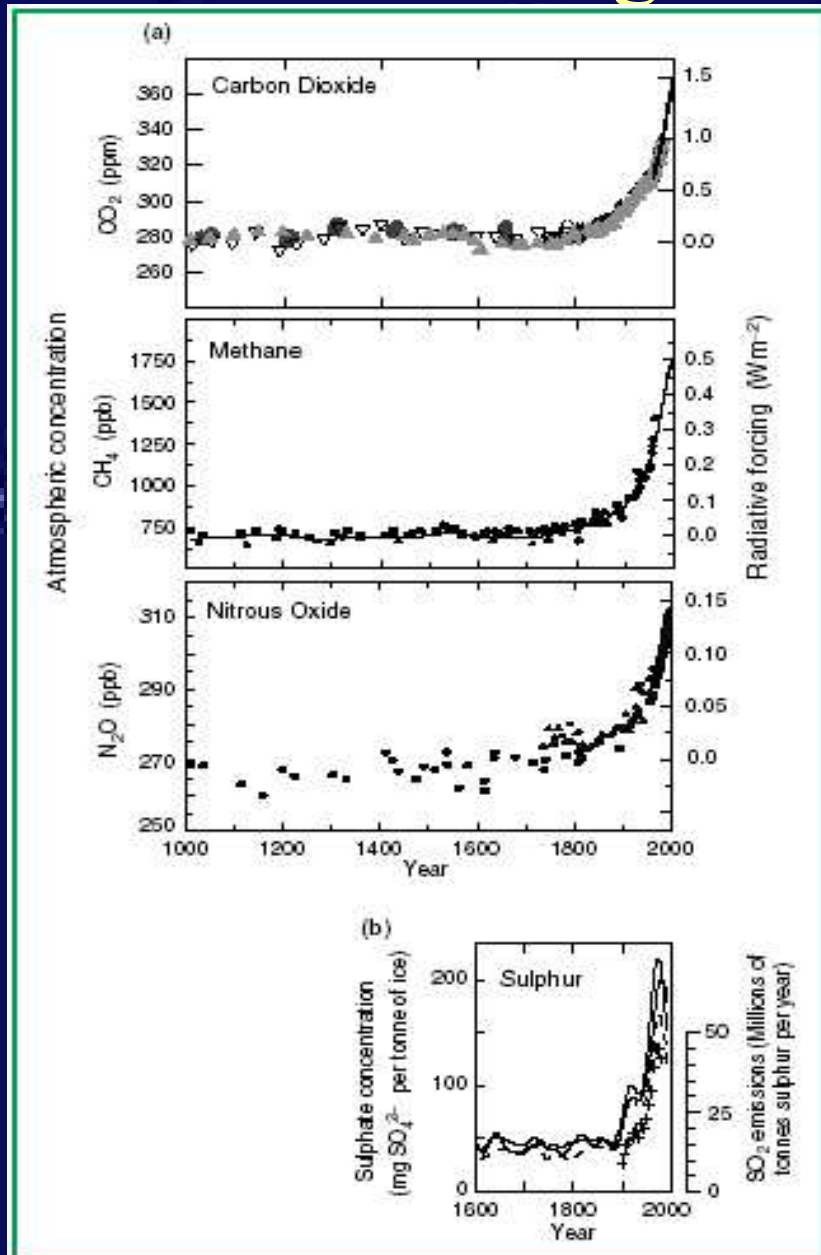 (a)
Carbon Dioxide
360
340
320
300
280
260
CO₂ (ppm)
1.5
1.0
0.5
0.0
Methane
1750
1500
1250
1000
750
CH₄ (ppb)
0.5
0.4
0.3
0.2
0.1
0.0
Atmospheric concentration
Radiative forcing (Wm⁻²)
Nitrous Oxide
310
290
270
250
N₂O (ppb)
0.15
0.10
0.05
0.0
1000
1200
1400
1600
1800
2000
Year
(b)
Sulphur
200
100
0
Sulphate concentration
(mg SO₄²⁻ per tonne of ice)
50
25
0
SO₂ emissions (Millions of
tonnes sulphur per year)
1600
1800
2000
Year